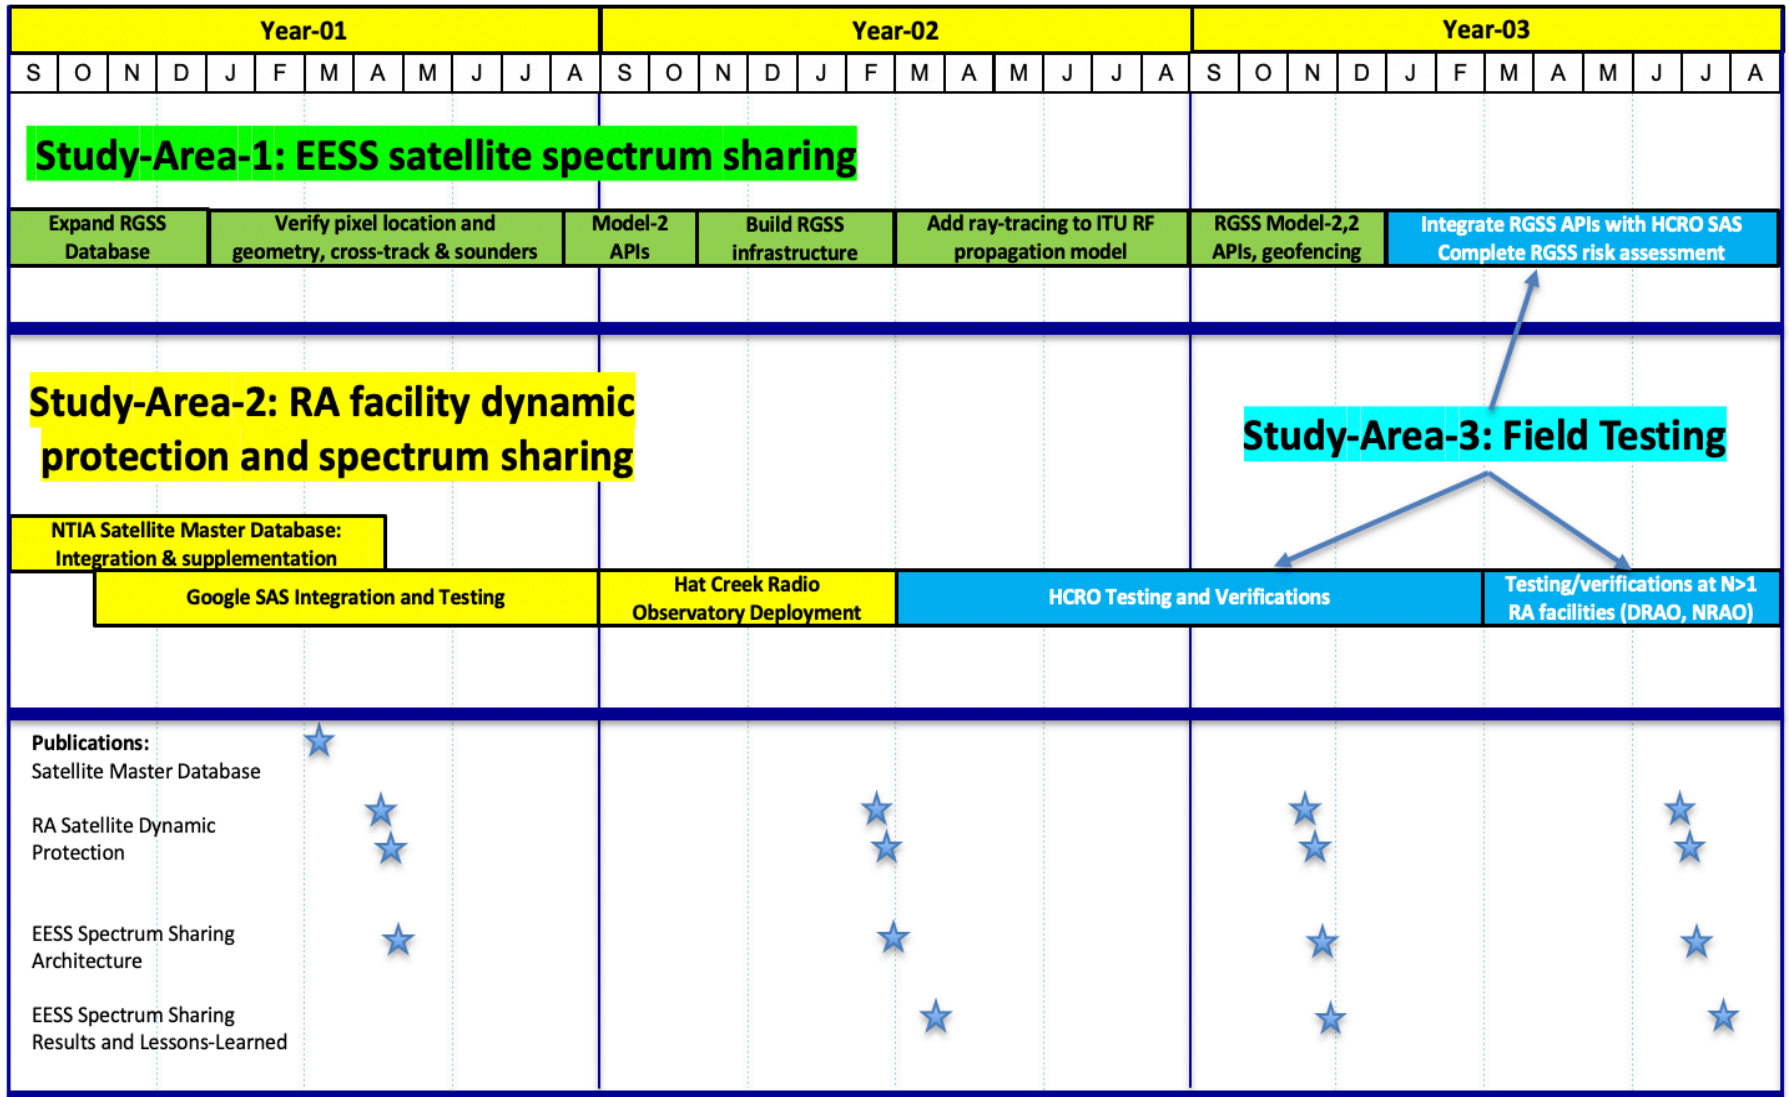 Year-01 Year-02 Year-03
S O N D J F M A M J J A S O N D J F M A M J J A S O N D J F M A M J J A
Study-Area-1: EESS satellite spectrum sharing
Expand RGSS
Database
Verify pixel location and
geometry, cross-track & sounders
Model-2
APIs
Build RGSS
infrastructure
Add ray-tracing to ITU RF
propagation model
RGSS Model-2,2
APIs, geofencing
Integrate RGSS APIs with HCRO SAS
Complete RGSS risk assessment
Study-Area-2: RA facility dynamic
protection and spectrum sharing
Study-Area-3: Field Testing
NTIA Satellite Master Database:
Integration & supplementation
Google SAS Integration and Testing
Hat Creek Radio
Observatory Deployment
HCRO Testing and Verifications
Testing/verifications at N>1
RA facilities (DRAO, NRAO)
Publications:
Satellite Master Database
RA Satellite Dynamic
Protection
EESS Spectrum Sharing
Architecture
EESS Spectrum Sharing
Results and Lessons-Learned